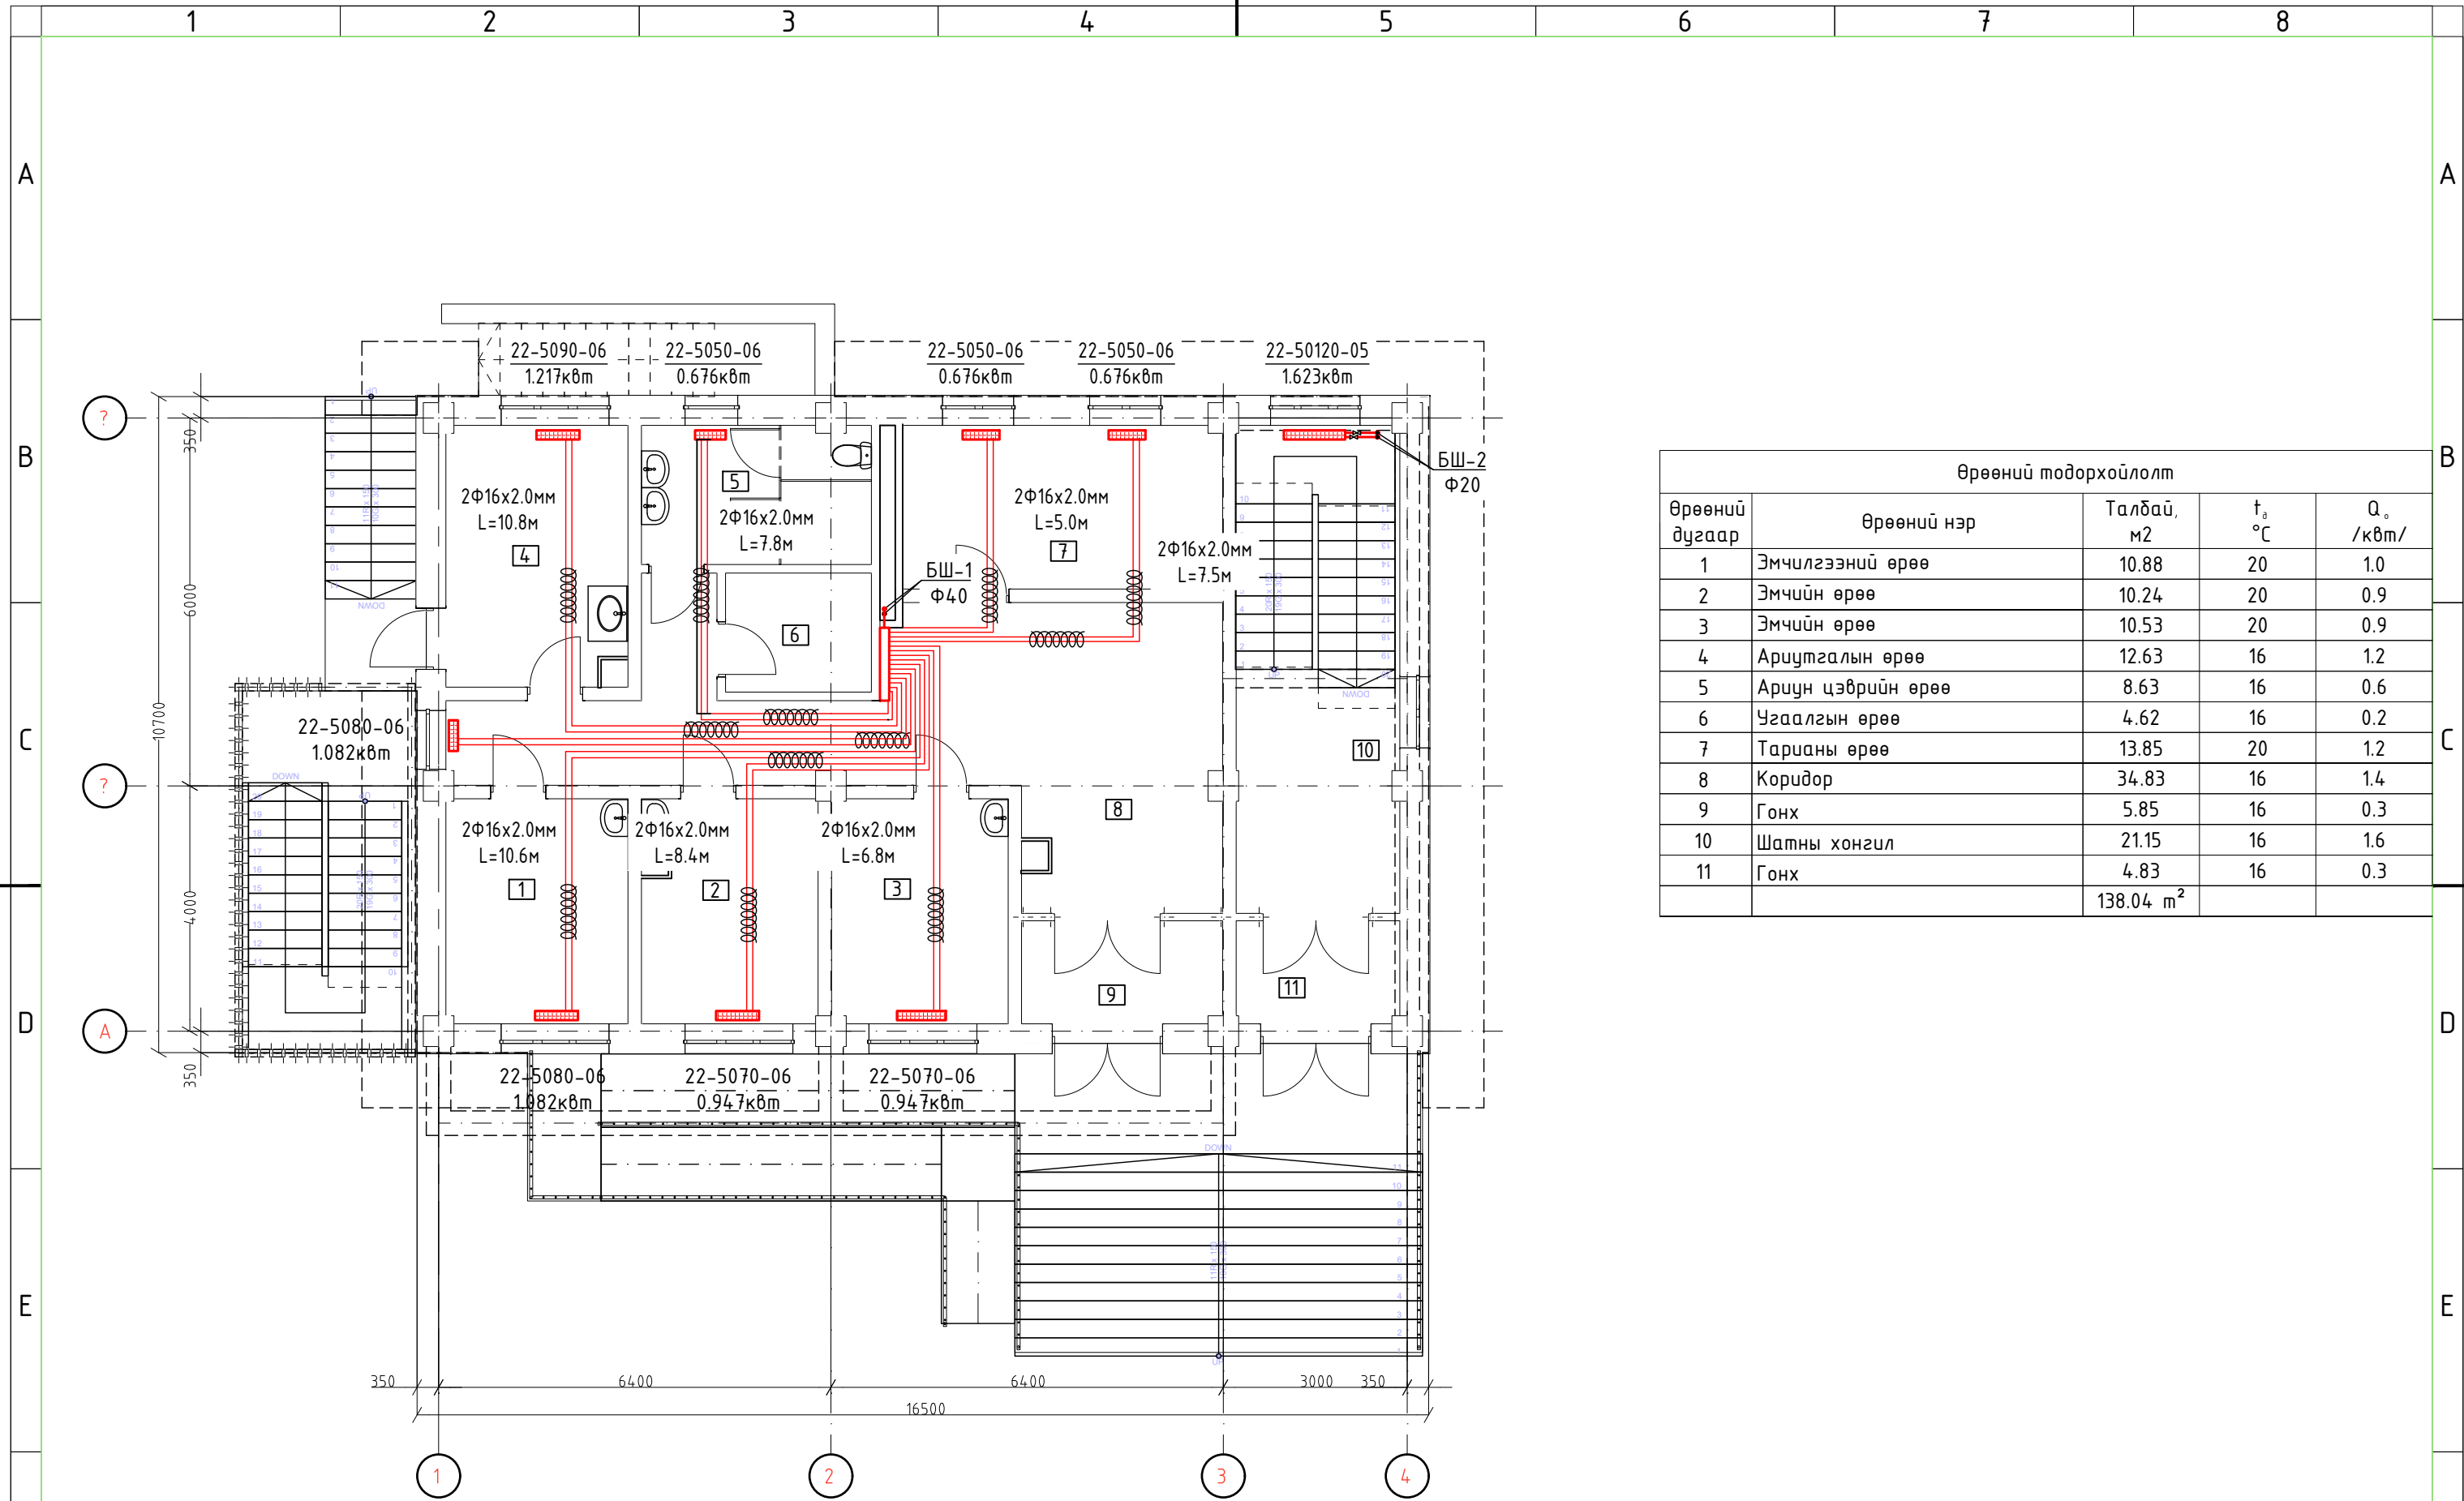 1 2 3 4 5 6 7 8
A A
B B
C C
D D
E E
22-5090-06
1.217кВт
22-5050-06
0.676кВт
22-5050-06
0.676кВт
22-5050-06
0.676кВт
22-50120-05
1.623кВт
БШ-2
Ф20
2Ф16х2.0мм
L=10.8м
4
5
2Ф16х2.0мм
L=7.8м
2Ф16х2.0мм
L=5.0м
7
2Ф16х2.0мм
L=7.5м
БШ-1
Ф40
6
22-5080-06
1.082кВт
10
8
2Ф16х2.0мм
L=10.6м
1
2Ф16х2.0мм
L=8.4м
2
2Ф16х2.0мм
L=6.8м
3
9
11
22-5080-06
1.082кВт
22-5070-06
0.947кВт
22-5070-06
0.947кВт
?
?
A
350
6000
10700
4000
350
UP
DOWN
DOWN
UP
UP
DOWN
DOWN
UP
350 6400 6400 3000 350
16500
1 2 3 4
Өрөөний тодорхойлолт
Өрөөний дугаар Өрөөний нэр Талбай, м2 t °C Q /кВт/
1 Эмчилгээний өрөө 10.88 20 1.0
2 Эмчийн өрөө 10.24 20 0.9
3 Эмчийн өрөө 10.53 20 0.9
4 Ариутгалын өрөө 12.63 16 1.2
5 Ариун цэврийн өрөө 8.63 16 0.6
6 Угаалгын өрөө 4.62 16 0.2
7 Тарианы өрөө 13.85 20 1.2
8 Коридор 34.83 16 1.4
9 Гонх 5.85 16 0.3
10 Шатны хонгил 21.15 16 1.6
11 Гонх 4.83 16 0.3
138.04 m²